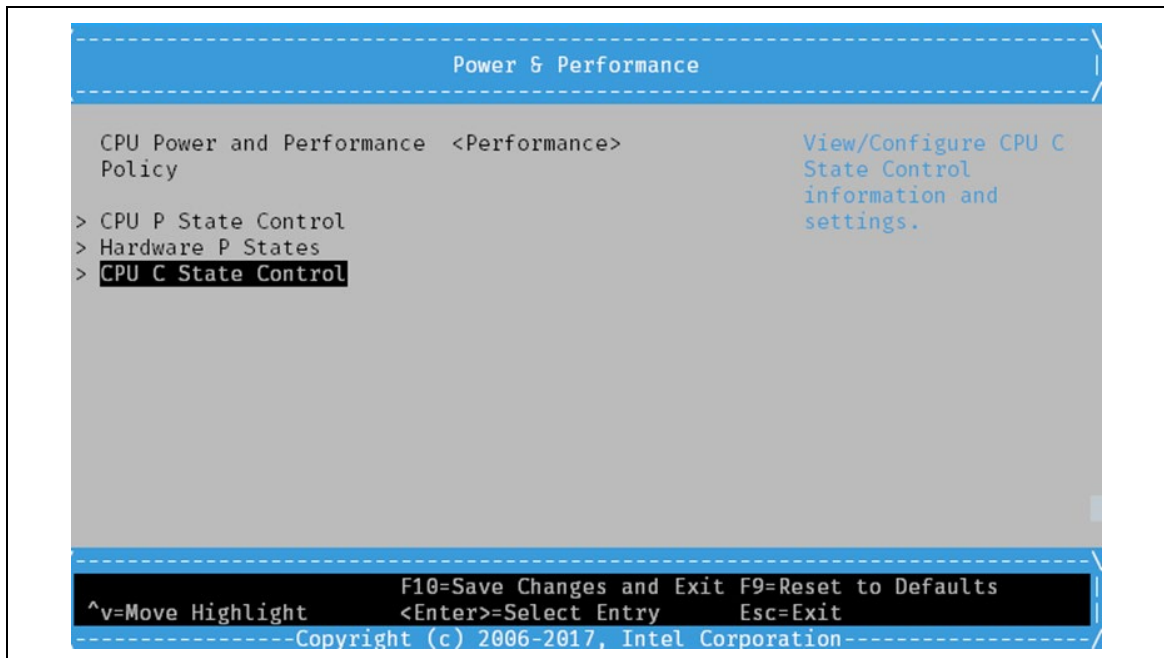 Power & Performance
CPU Power and Performance <Performance>
Policy
> CPU P State Control
> Hardware P States
> CPU C State Control
View/Configure CPU C
State Control
information and
settings.
F10=Save Changes and Exit F9=Reset to Defaults
^v=Move Highlight <Enter>=Select Entry Esc=Exit
Copyright (c) 2006-2017, Intel Corporation